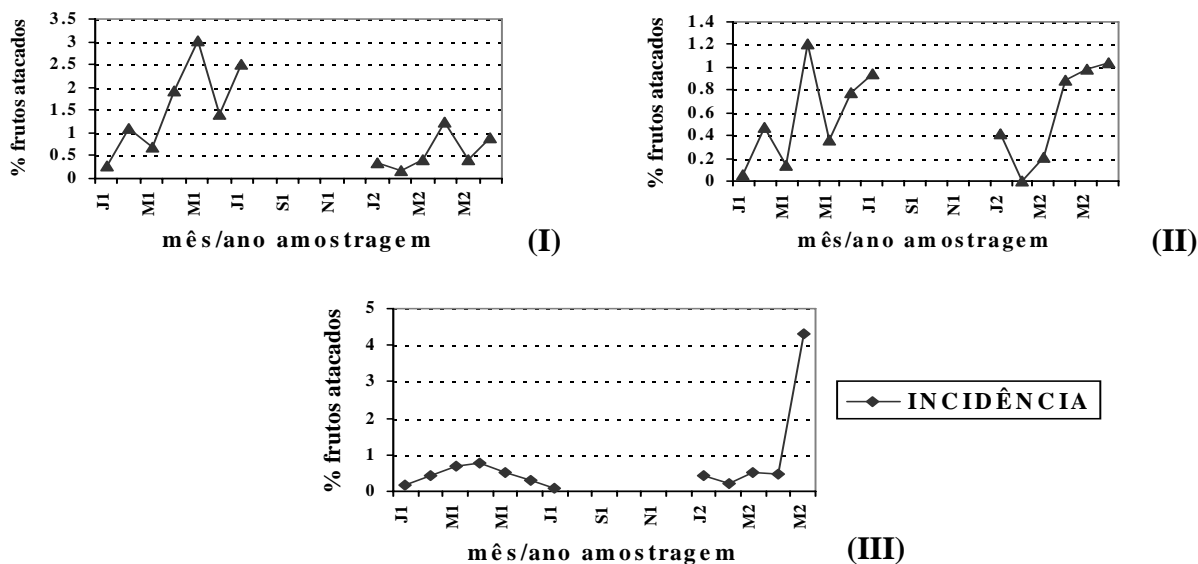 % frutos atacados
3.5
3
2.5
2
1.5
1
0.5
0
J1
M1
M1
J1
S1
N1
J2
M2
M2
mês/ano amostragem
(I)
% frutos atacados
1.4
1.2
1
0.8
0.6
0.4
0.2
0
J1
M1
M1
J1
S1
N1
J2
M2
M2
mês/ano amostragem
(II)
% frutos atacados
5
4
3
2
1
0
J1
M1
M1
J1
S1
N1
J2
M2
M2
mês/ano amostragem
(III)
INCIDÊNCIA